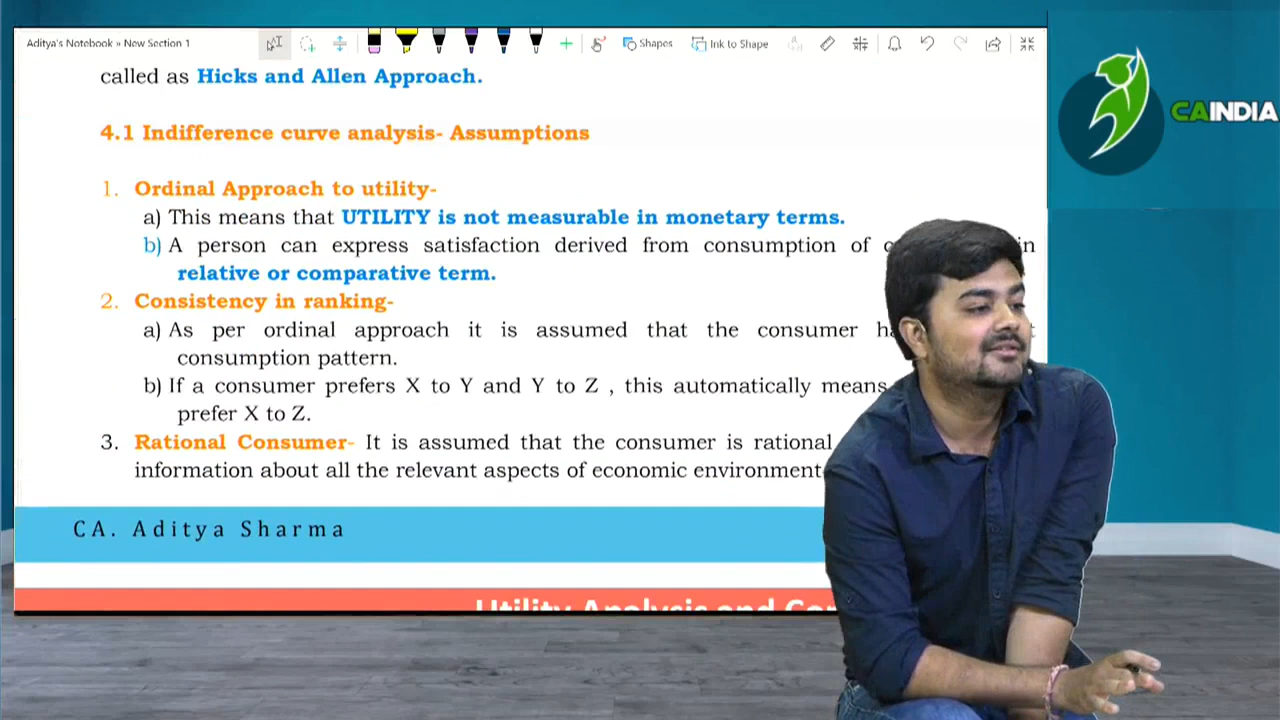 Aditya's Notebook » New Section 1
Shapes
Ink to Shape
CAINDIA
called as Hicks and Allen Approach.
4.1 Indifference curve analysis- Assumptions
1. Ordinal Approach to utility-
a) This means that UTILITY is not measurable in monetary terms.
b) A person can express satisfaction derived from consumption of in
relative or comparative term.
2. Consistency in ranking-
a) As per ordinal approach it is assumed that the consumer
consumption pattern.
b) If a consumer prefers X to Y and Y to Z , this automatically means
prefer X to Z.
3. Rational Consumer- It is assumed that the consumer is rational
information about all the relevant aspects of economic environment
CA. Aditya Sharma
Utility Analysis and